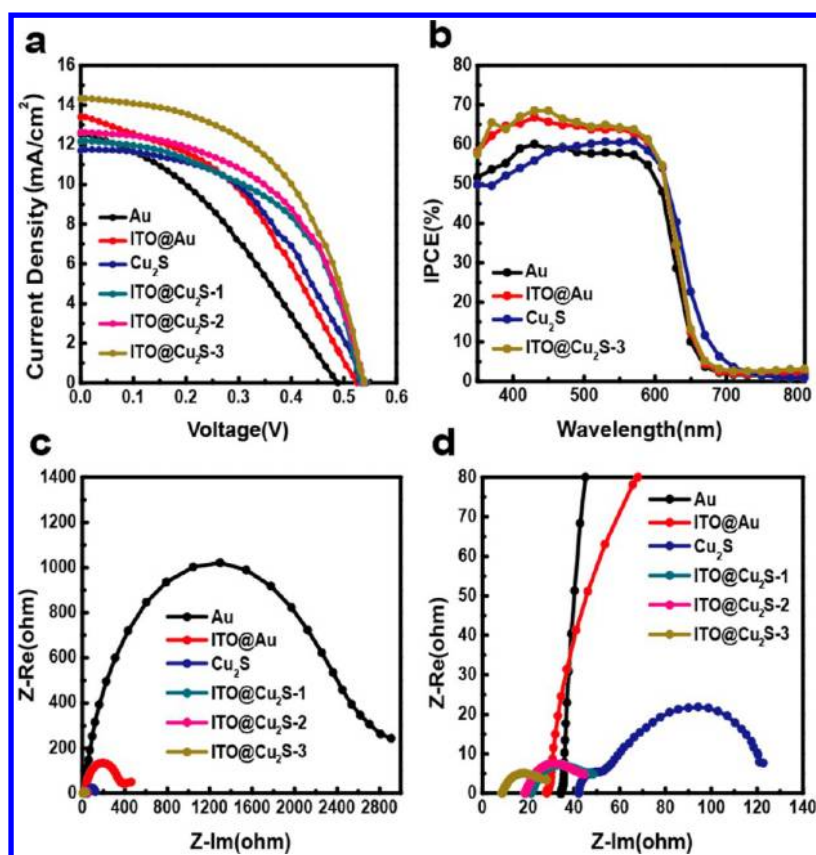 a
16
14
12
10
8
6
4
2
0
Current Density(mA/cm²)
Au
ITO@Au
Cu₂S
ITO@Cu₂S-1
ITO@Cu₂S-2
ITO@Cu₂S-3
0.0 0.1 0.2 0.3 0.4 0.5 0.6
Voltage(V)
b
80
70
60
50
40
30
20
10
0
IPCE(%)
Au
ITO@Au
Cu₂S
ITO@Cu₂S-3
400 500 600 700 800
Wavelength(nm)
c
1400
1200
1000
800
600
400
200
0
Z-Re(ohm)
Au
ITO@Au
Cu₂S
ITO@Cu₂S-1
ITO@Cu₂S-2
ITO@Cu₂S-3
0 400 800 1200 1600 2000 2400 2800
Z-Im(ohm)
d
80
70
60
50
40
30
20
10
0
Z-Re(ohm)
Au
ITO@Au
Cu₂S
ITO@Cu₂S-1
ITO@Cu₂S-2
ITO@Cu₂S-3
0 20 40 60 80 100 120 140
Z-Im(ohm)